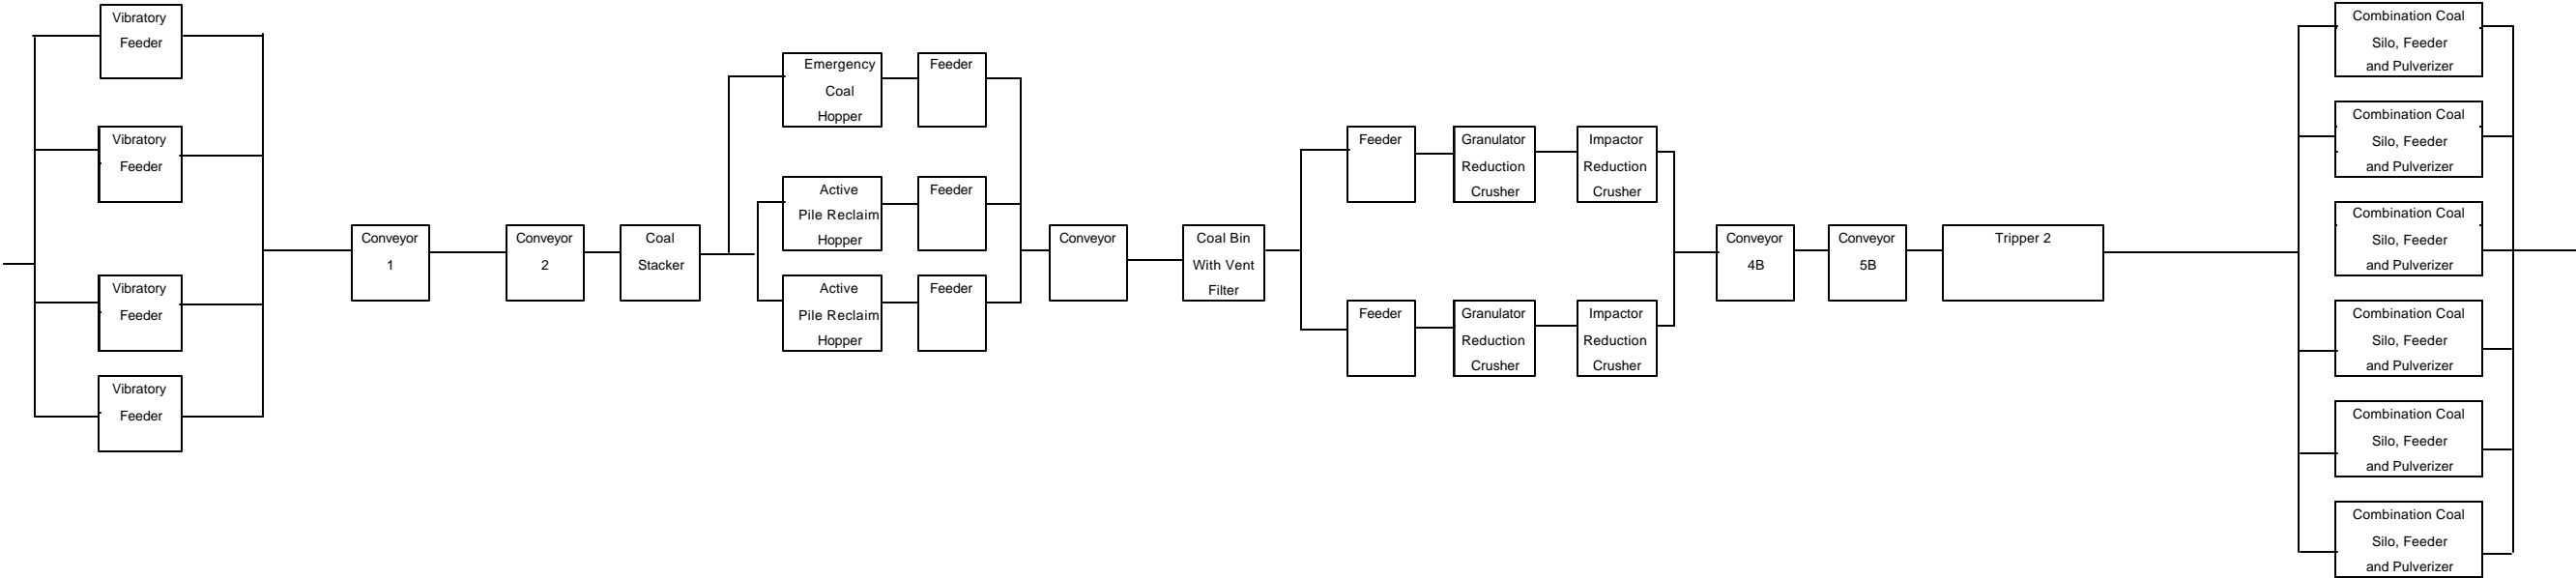 Vibratory
Feeder
Vibratory
Feeder
Vibratory
Feeder
Vibratory
Feeder
Conveyor
1
Conveyor
2
Coal
Stacker
Emergency
Coal
Hopper
Feeder
Active
Pile Reclaim
Hopper
Feeder
Active
Pile Reclaim
Hopper
Feeder
Conveyor
Coal Bin
With Vent
Filter
Feeder
Granulator
Reduction
Crusher
Impactor
Reduction
Crusher
Feeder
Granulator
Reduction
Crusher
Impactor
Reduction
Crusher
Conveyor
4B
Conveyor
5B
Tripper 2
Combination Coal
Silo, Feeder
and Pulverizer
Combination Coal
Silo, Feeder
and Pulverizer
Combination Coal
Silo, Feeder
and Pulverizer
Combination Coal
Silo, Feeder
and Pulverizer
Combination Coal
Silo, Feeder
and Pulverizer
Combination Coal
Silo, Feeder
and Pulverizer